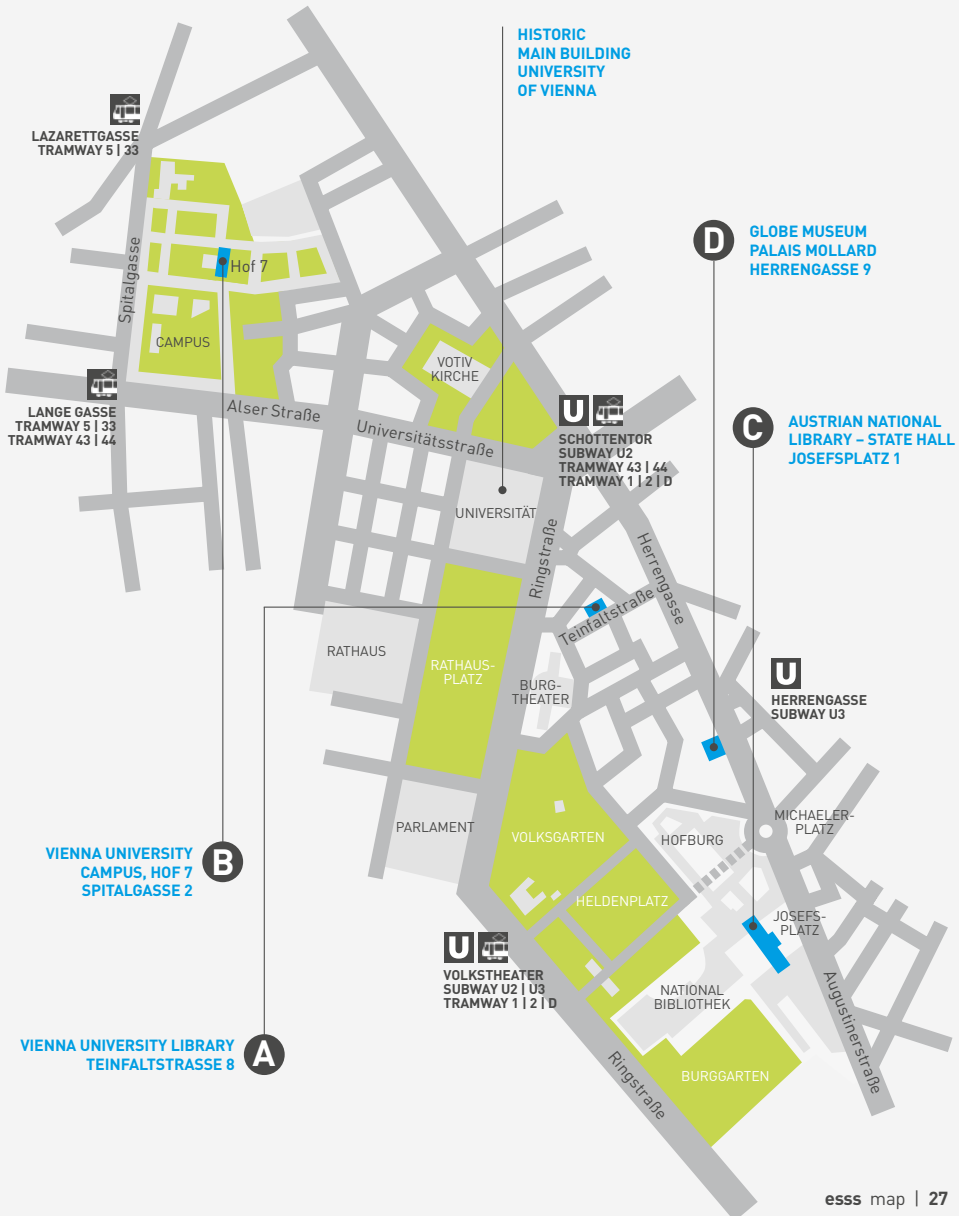 HISTORIC
MAIN BUILDING
UNIVERSITY
OF VIENNA
LAZARETTGASSE
TRAMWAY 5 | 33
D
GLOBE MUSEUM
PALAIS MOLLARD
HERRENGASSE 9
Spitalgasse
Hof 7
CAMPUS
VOTIV
KIRCHE
LANGE GASSE
TRAMWAY 5 | 33
TRAMWAY 43 | 44
Alser Straße
Universitätsstraße
U
SCHOTTENTOR
SUBWAY U2
TRAMWAY 43 | 44
TRAMWAY 1 | 2 | D
C
AUSTRIAN NATIONAL
LIBRARY – STATE HALL
JOSEFSPLATZ 1
UNIVERSITÄT
Ringstraße
Herrengasse
Teinfaltstraße
RATHAUS
RATHAUS-
PLATZ
BURG-
THEATER
U
HERRENGASSE
SUBWAY U3
PARLAMENT
VOLKSGARTEN
HOFBURG
MICHAELER-
PLATZ
VIENNA UNIVERSITY
CAMPUS, HOF 7
SPITALGASSE 2
B
HELDENPLATZ
JOSEFS-
PLATZ
U
VOLKSTHEATER
SUBWAY U2 | U3
TRAMWAY 1 | 2 | D
NATIONAL
BIBLIOTHEK
Augustinerstraße
VIENNA UNIVERSITY LIBRARY
TEINFALTSTRASSE 8
A
BURGGARTEN
Ringstraße
esss map | 27